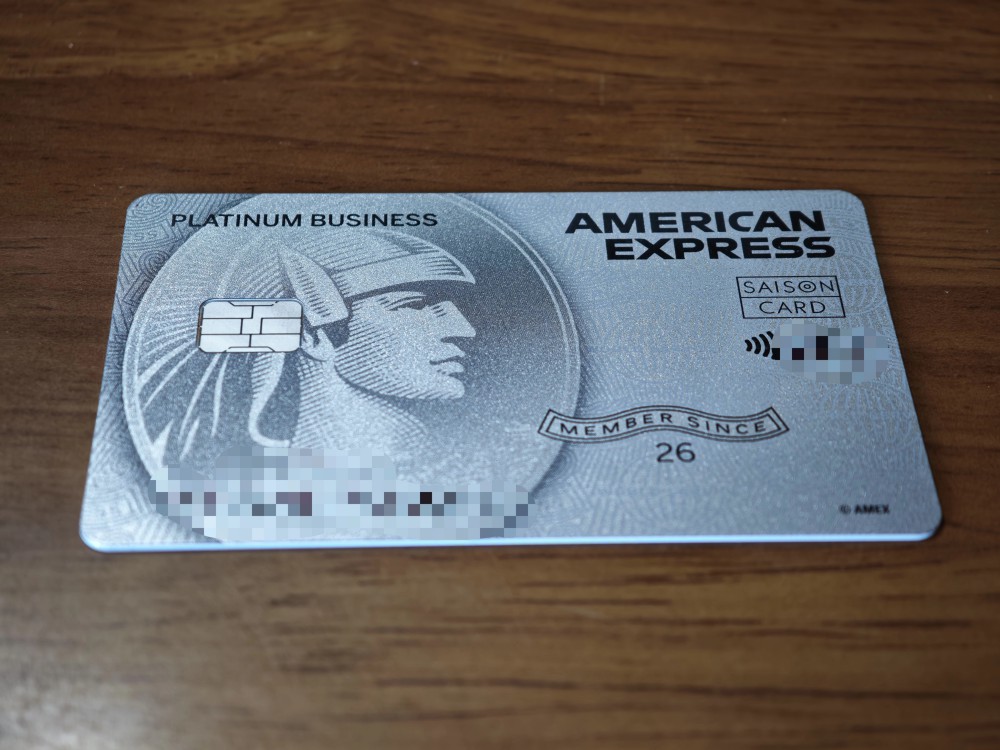 PLATINUM BUSINESS
AMERICAN
EXPRESS
SAISON
CARD
MEMBER SINCE
26
© AMEX